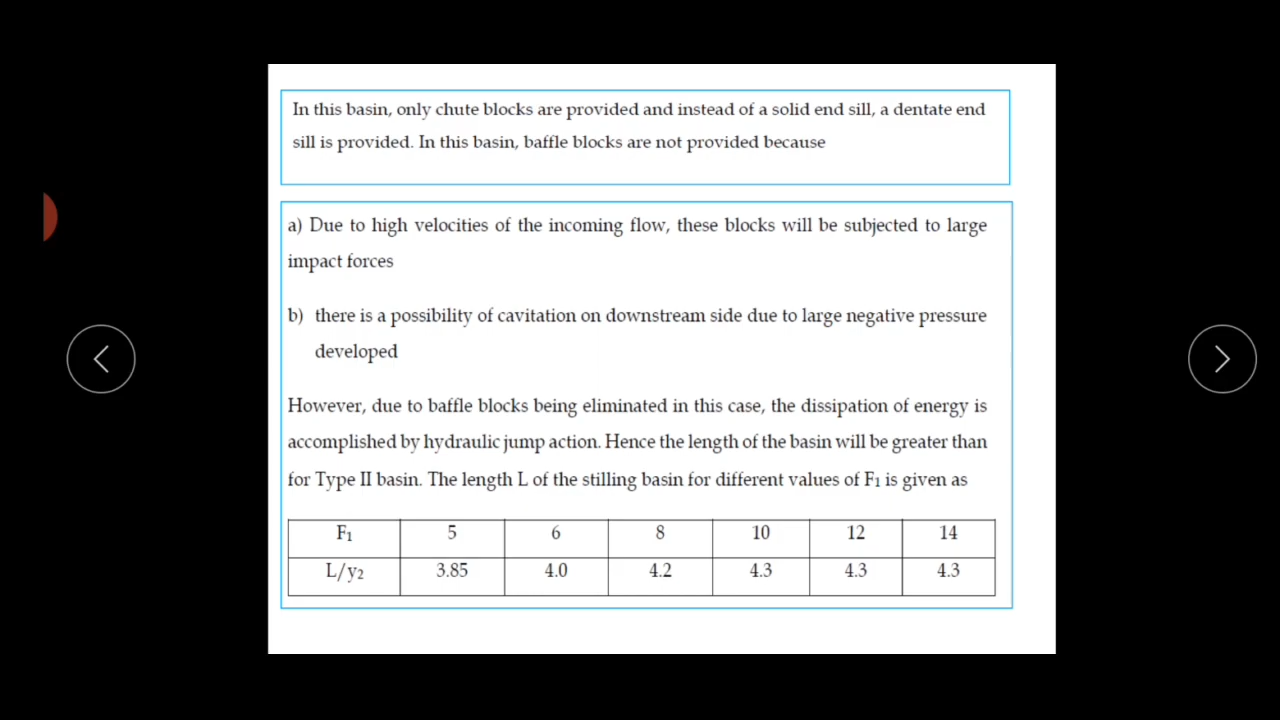 In this basin, only chute blocks are provided and instead of a solid end sill, a dentate end
sill is provided. In this basin, baffle blocks are not provided because
a) Due to high velocities of the incoming flow, these blocks will be subjected to large
impact forces
b) there is a possibility of cavitation on downstream side due to large negative pressure
developed
However, due to baffle blocks being eliminated in this case, the dissipation of energy is
accomplished by hydraulic jump action. Hence the length of the basin will be greater than
for Type II basin. The length L of the stilling basin for different values of F₁ is given as
F₁ 5 6 8 10 12 14
L/y₂ 3.85 4.0 4.2 4.3 4.3 4.3